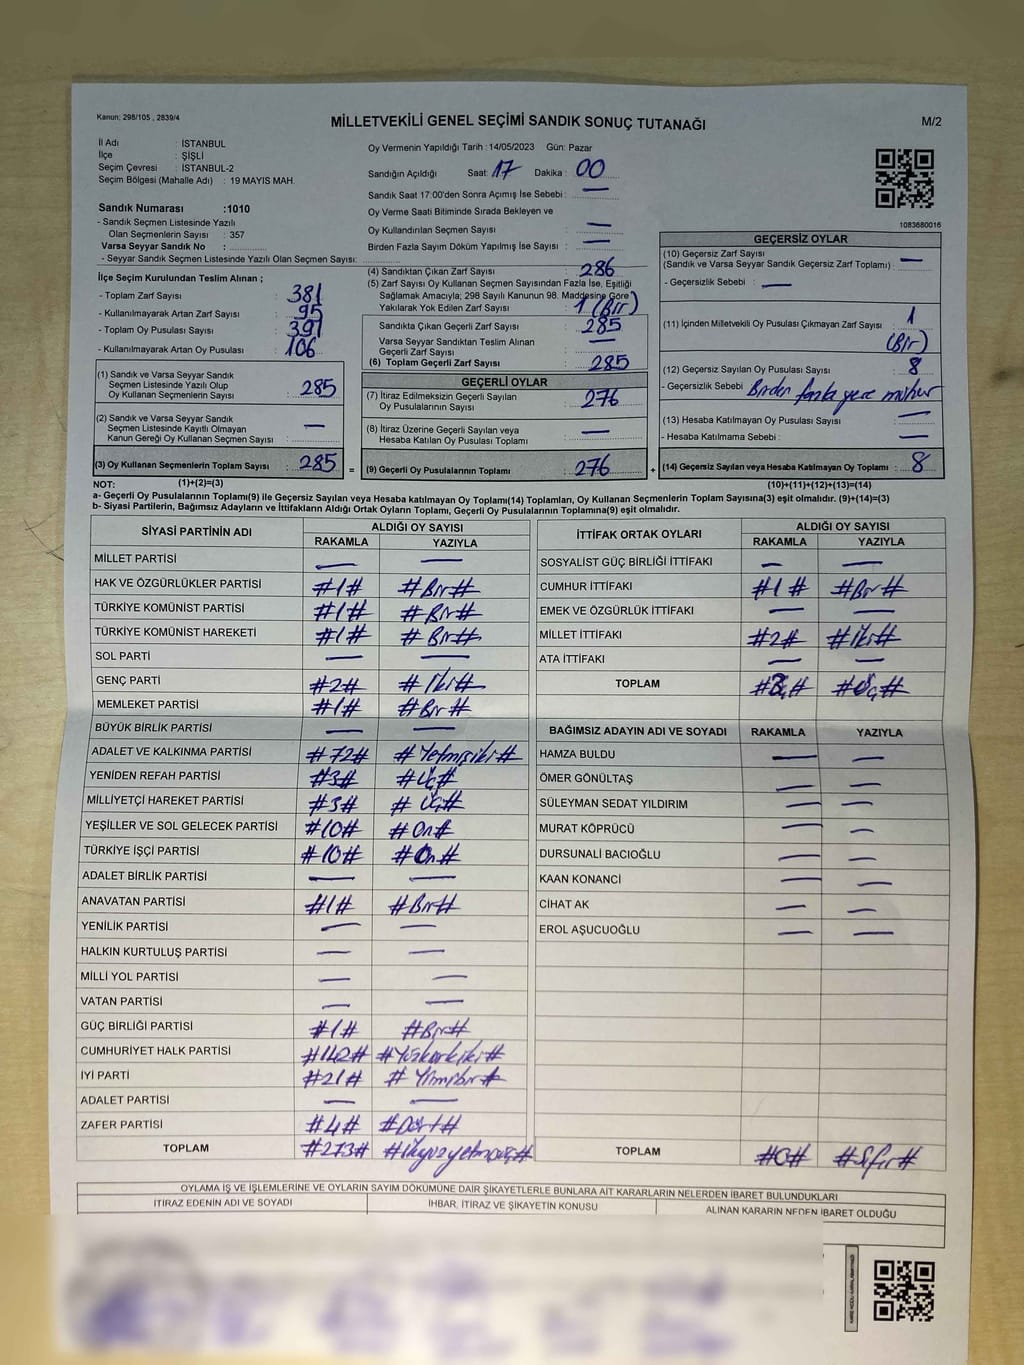 Kanun: 298/105 , 2839/4
MİLLETVEKİLİ GENEL SEÇİMİ SANDIK SONUÇ TUTANAĞI
M/2
İl Adı : İSTANBUL
İlçe : ŞİŞLİ
Seçim Çevresi : İSTANBUL-2
Seçim Bölgesi (Mahalle Adı) : 19 MAYIS MAH.
Oy Vermenin Yapıldığı Tarih : 14/05/2023 Gün: Pazar
Sandığın Açıldığı Saat: 17 Dakika : 00
Sandık Saat 17:00'den Sonra Açımış İse Sebebi : —
Oy Verme Saati Bitiminde Sırada Bekleyen ve
Oy Kullandırılan Seçmen Sayısı : —
Birden Fazla Sayım Döküm Yapılmış İse Sayısı : —
1083680016
Sandık Numarası :1010
- Sandık Seçmen Listesinde Yazılı
Olan Seçmenlerin Sayısı : 357
Varsa Seyyar Sandık No :
- Seyyar Sandık Seçmen Listesinde Yazılı Olan Seçmen Sayısı:
İlçe Seçim Kurulundan Teslim Alınan ;
- Toplam Zarf Sayısı : 381
- Kullanılmayarak Artan Zarf Sayısı : 95
- Toplam Oy Pusulası Sayısı : 391
- Kullanılmayarak Artan Oy Pusulası : 106
(1) Sandık ve Varsa Seyyar Sandık
Seçmen Listesinde Yazılı Olup
Oy Kullanan Seçmenlerin Sayısı : 285
(2) Sandık ve Varsa Seyyar Sandık
Seçmen Listesinde Kayıtlı Olmayan
Kanun Gereği Oy Kullanan Seçmen Sayısı : —
(3) Oy Kullanan Seçmenlerin Toplam Sayısı : 285 =
(1)+(2)=(3)
(4) Sandıktan Çıkan Zarf Sayısı : 286
(5) Zarf Sayısı Oy Kullanan Seçmen Sayısından Fazla İse, Eşitliği
Sağlamak Amacıyla; 298 Sayılı Kanunun 98. Maddesine Göre
Yakılarak Yok Edilen Zarf Sayısı : 1 (Bir)
Sandıkta Çıkan Geçerli Zarf Sayısı : 285
Varsa Seyyar Sandıktan Teslim Alınan
Geçerli Zarf Sayısı : —
(6) Toplam Geçerli Zarf Sayısı : 285
GEÇERLİ OYLAR
(7) İtiraz Edilmeksizin Geçerli Sayılan
Oy Pusulalarının Sayısı : 276
(8) İtiraz Üzerine Geçerli Sayılan veya
Hesaba Katılan Oy Pusulası Toplamı : —
(9) Geçerli Oy Pusulalarının Toplamı : 276 +
GEÇERSİZ OYLAR
(10) Geçersiz Zarf Sayısı
(Sandık ve Varsa Seyyar Sandık Geçersiz Zarf Toplamı) : —
- Geçersizlik Sebebi : —
(11) İçinden Milletvekili Oy Pusulası Çıkmayan Zarf Sayısı : 1
(Bir)
(12) Geçersiz Sayılan Oy Pusulası Sayısı : 8
- Geçersizlik Sebebi : Birden fazla yere mühür
(13) Hesaba Katılmayan Oy Pusulası Sayısı : —
- Hesaba Katılmama Sebebi : —
(14) Geçersiz Sayılan veya Hesaba Katılmayan Oy Toplamı : 8
(10)+(11)+(12)+(13)=(14)
NOT:
a- Geçerli Oy Pusulalarının Toplamı(9) ile Geçersiz Sayılan veya Hesaba katılmayan Oy Toplamı(14) Toplamları, Oy Kullanan Seçmenlerin Toplam Sayısına(3) eşit olmalıdır. (9)+(14)=(3)
b- Siyasi Partilerin, Bağımsız Adayların ve İttifakların Aldığı Ortak Oyların Toplamı, Geçerli Oy Pusulalarının Toplamına(9) eşit olmalıdır.
SİYASİ PARTİNİN ADI ALDIĞI OY SAYISI
RAKAMLA YAZIYLA
MİLLET PARTİSİ — —
HAK VE ÖZGÜRLÜKLER PARTİSİ #1# #Bir#
TÜRKİYE KOMÜNİST PARTİSİ #1# #Bir#
TÜRKİYE KOMÜNİST HAREKETİ #1# #Bir#
SOL PARTİ — —
GENÇ PARTİ #2# #İki#
MEMLEKET PARTİSİ #1# #Bir#
BÜYÜK BİRLİK PARTİSİ — —
ADALET VE KALKINMA PARTİSİ #72# #Yetmişiki#
YENİDEN REFAH PARTİSİ #3# #Üç#
MİLLİYETÇİ HAREKET PARTİSİ #3# #Üç#
YEŞİLLER VE SOL GELECEK PARTİSİ #10# #On#
TÜRKİYE İŞÇİ PARTİSİ #10# #On#
ADALET BİRLİK PARTİSİ — —
ANAVATAN PARTİSİ #1# #Bir#
YENİLİK PARTİSİ — —
HALKIN KURTULUŞ PARTİSİ — —
MİLLİ YOL PARTİSİ — —
VATAN PARTİSİ — —
GÜÇ BİRLİĞİ PARTİSİ #1# #Bir#
CUMHURİYET HALK PARTİSİ #142# #Yüzkırkiki#
İYİ PARTİ #21# #Yirmibir#
ADALET PARTİSİ — —
ZAFER PARTİSİ #4# #Dört#
TOPLAM #273# #İkiyüzyetmişüç#
İTTİFAK ORTAK OYLARI ALDIĞI OY SAYISI
RAKAMLA YAZIYLA
SOSYALİST GÜÇ BİRLİĞİ İTTİFAKI — —
CUMHUR İTTİFAKI #1# #Bir#
EMEK VE ÖZGÜRLÜK İTTİFAKI — —
MİLLET İTTİFAKI #2# #İki#
ATA İTTİFAKI — —
TOPLAM #3# #Üç#
BAĞIMSIZ ADAYIN ADI VE SOYADI RAKAMLA YAZIYLA
HAMZA BULDU — —
ÖMER GÖNÜLTAŞ — —
SÜLEYMAN SEDAT YILDIRIM — —
MURAT KÖPRÜCÜ — —
DURSUNALİ BACIOĞLU — —
KAAN KONANCİ — —
CİHAT AK — —
EROL AŞUCUOĞLU — —
TOPLAM #0# #Sıfır#
OYLAMA İŞ VE İŞLEMLERİNE VE OYLARIN SAYIM DÖKÜMÜNE DAİR ŞİKAYETLERLE BUNLARA AİT KARARLARIN NELERDEN İBARET BULUNDUKLARI
İTİRAZ EDENİN ADI VE SOYADI İHBAR, İTİRAZ VE ŞİKAYETİN KONUSU ALINAN KARARIN NEDEN İBARET OLDUĞU